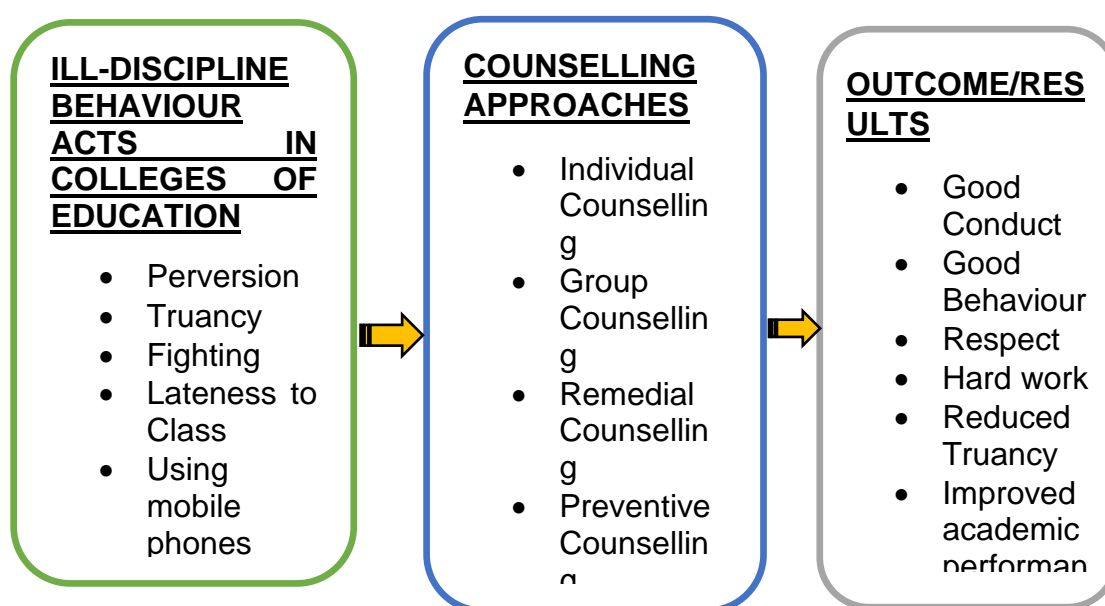 ILL-DISCIPLINE
BEHAVIOUR
ACTS IN
COLLEGES OF
EDUCATION
• Perversion
• Truancy
• Fighting
• Lateness to
Class
• Using
mobile
phones
COUNSELLING
APPROACHES
• Individual
Counsellin
g
• Group
Counsellin
g
• Remedial
Counsellin
g
• Preventive
Counsellin
g
OUTCOME/RES
ULTS
• Good
Conduct
• Good
Behaviour
• Respect
• Hard work
• Reduced
Truancy
• Improved
academic
performan